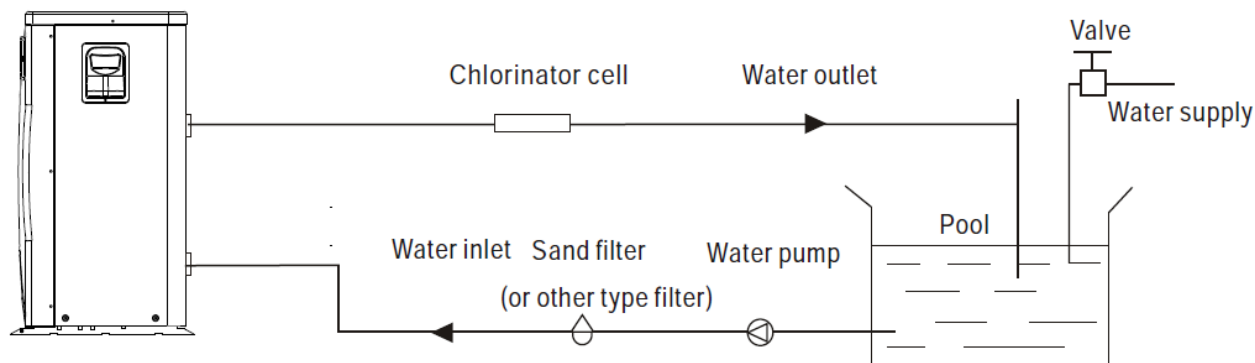 Valve
Chlorinator cell
Water outlet
Water supply
Pool
Water inlet
Sand filter
Water pump
(or other type filter)